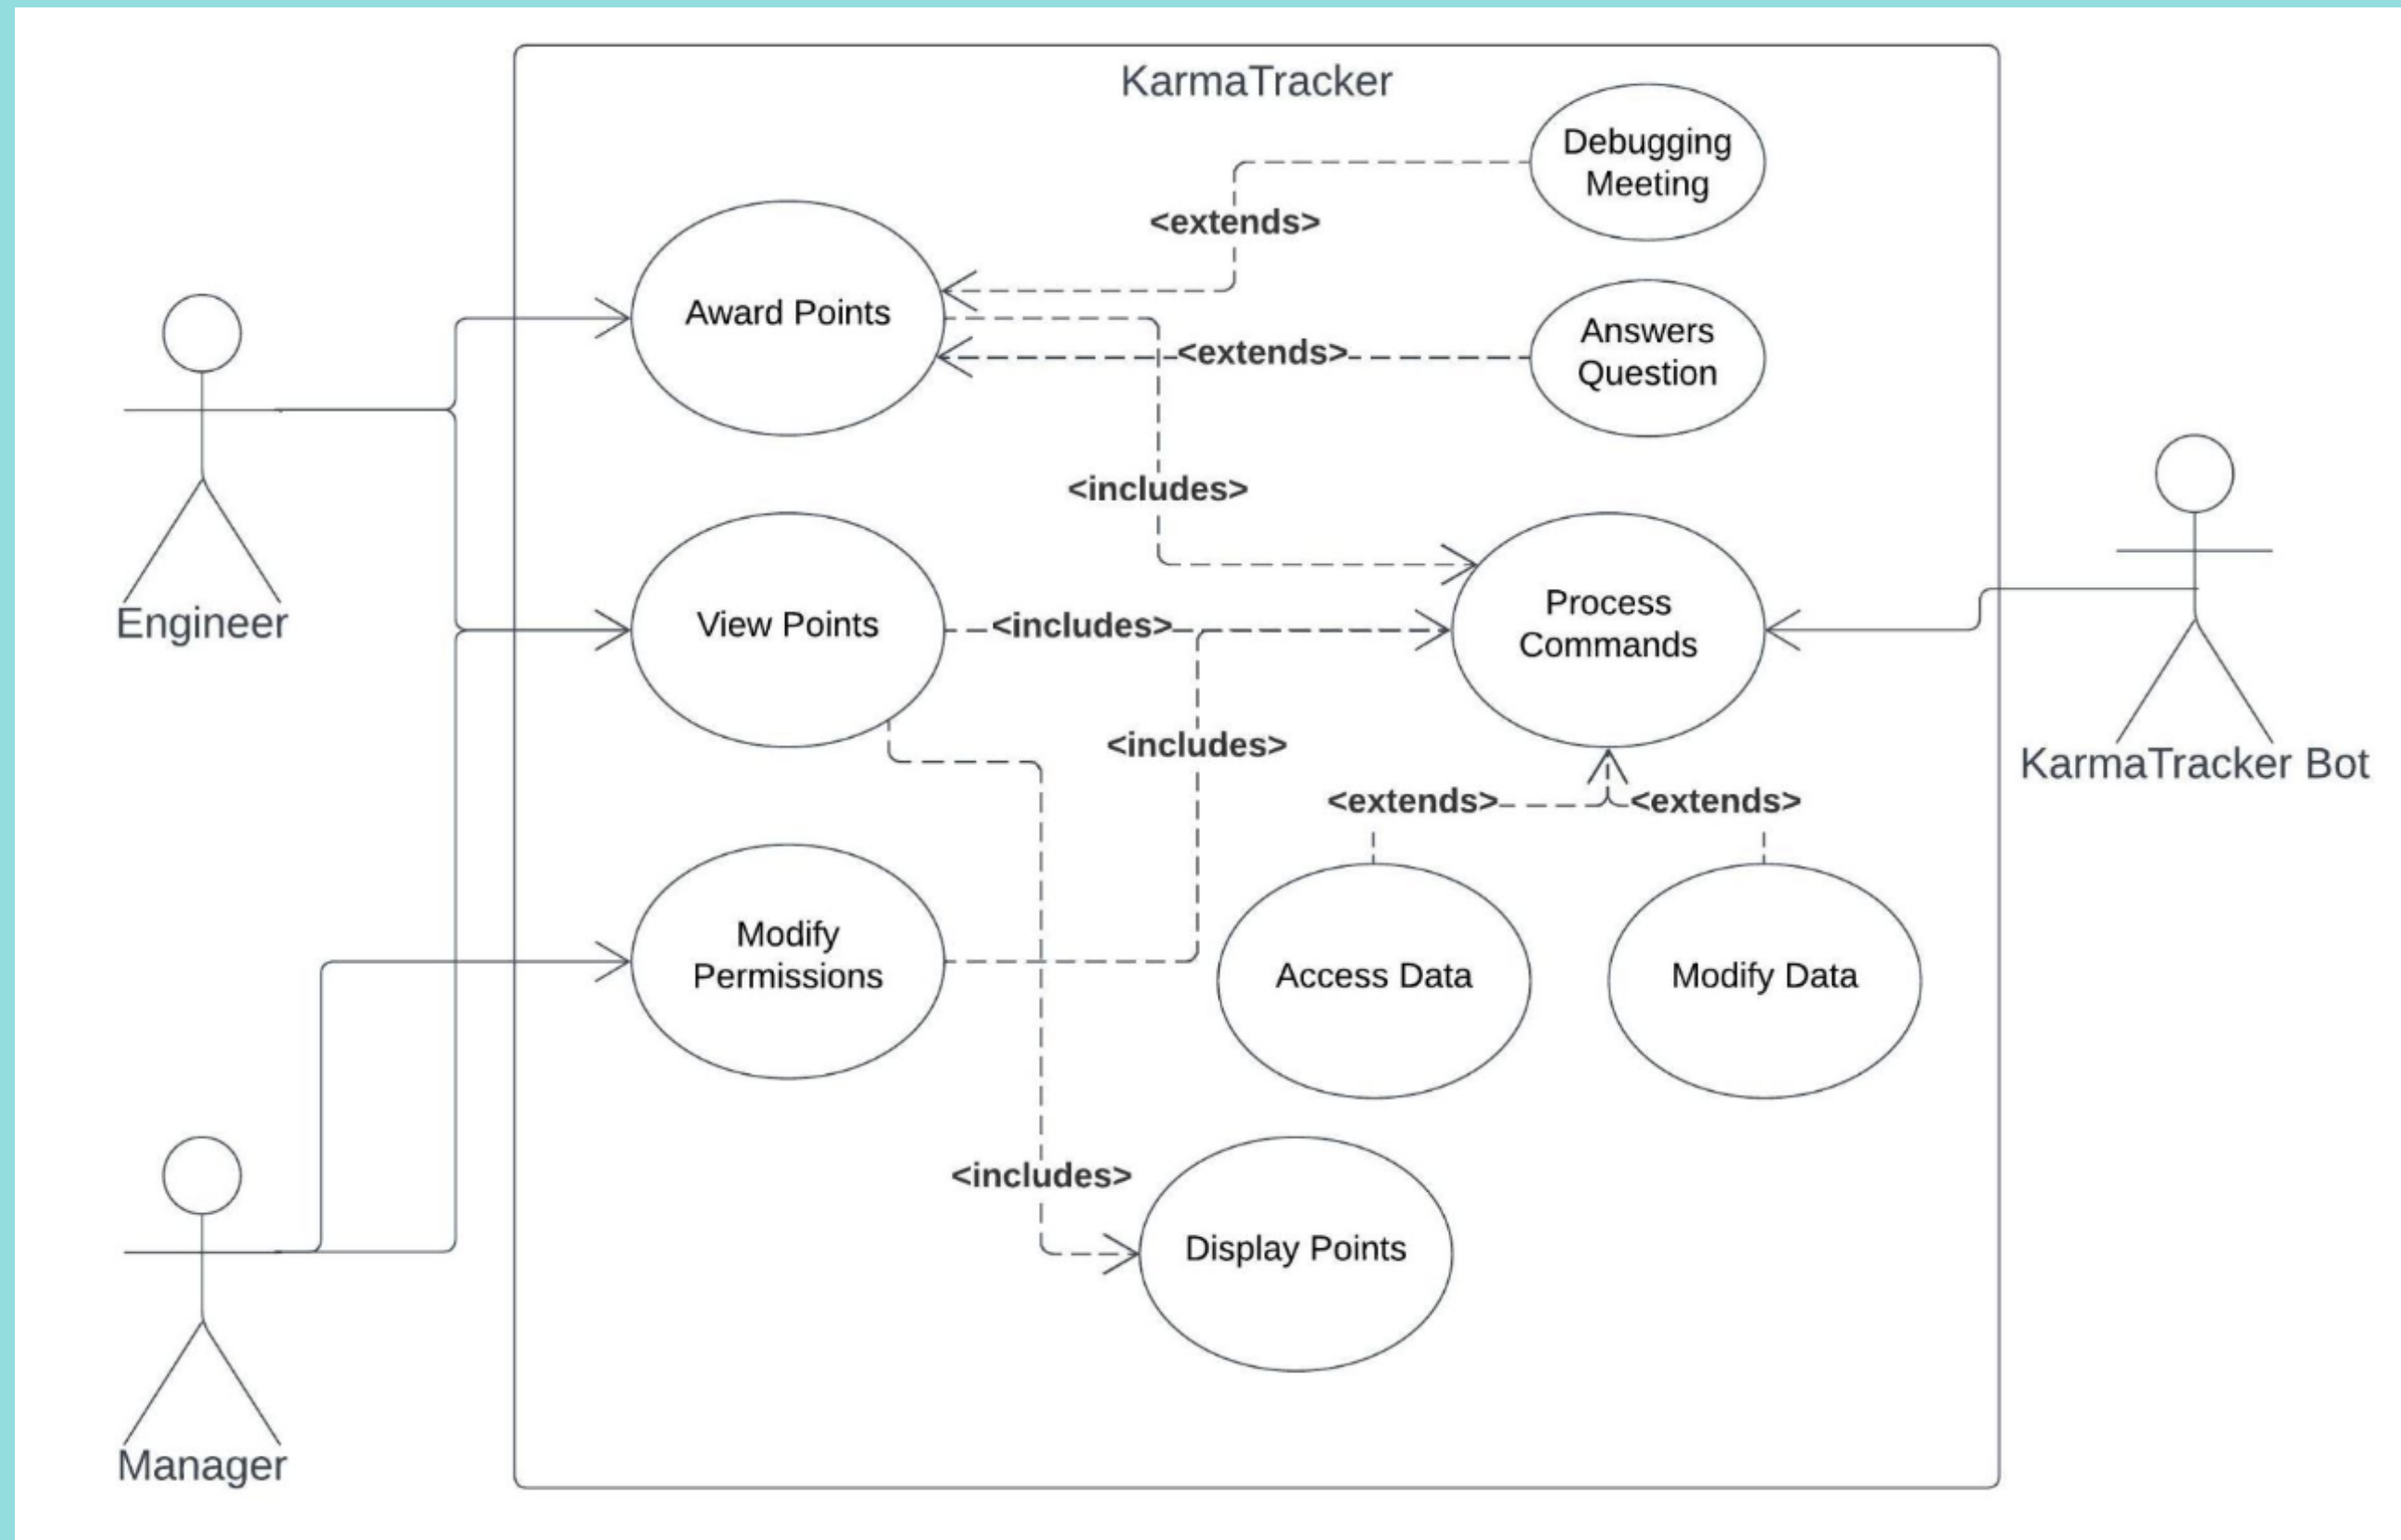 KarmaTracker
Debugging
Meeting
<extends>
Award Points
Answers
Question
<extends>
<includes>
Engineer
View Points
<includes>
Process
Commands
<includes>
KarmaTracker Bot
<extends>
<extends>
Modify
Permissions
Access Data
Modify Data
<includes>
Display Points
Manager